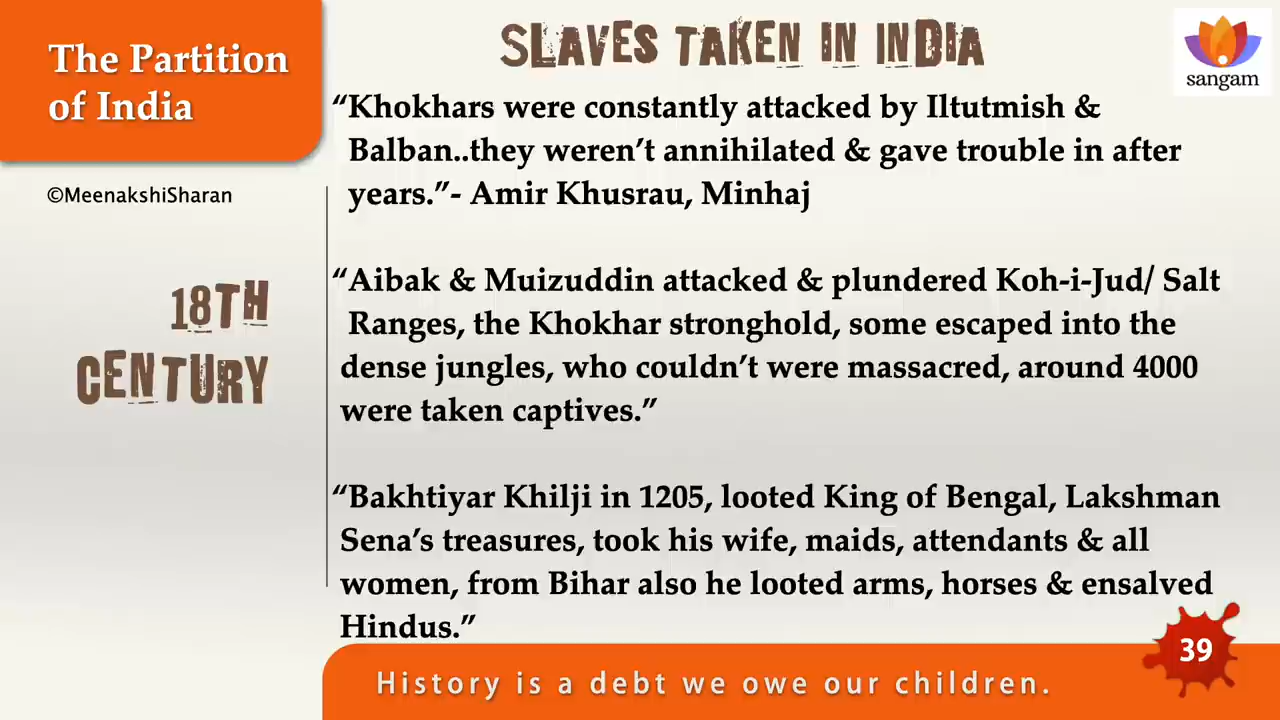 The Partition
of India
©MeenakshiSharan
18TH
CENTURY
SLAVES TAKEN IN INDIA
sangam
“Khokhars were constantly attacked by Iltutmish &
Balban..they weren’t annihilated & gave trouble in after
years.”- Amir Khusrau, Minhaj
“Aibak & Muizuddin attacked & plundered Koh-i-Jud/ Salt
Ranges, the Khokhar stronghold, some escaped into the
dense jungles, who couldn’t were massacred, around 4000
were taken captives.”
“Bakhtiyar Khilji in 1205, looted King of Bengal, Lakshman
Sena’s treasures, took his wife, maids, attendants & all
women, from Bihar also he looted arms, horses & ensalved
Hindus.”
39
History is a debt we owe our children.